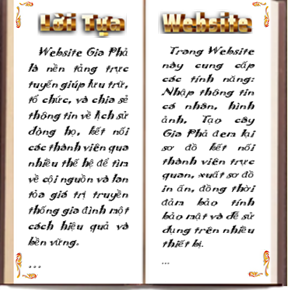 Lời Tựa
Website Gia Phả
là nền tảng trực
tuyến giúp lưu trữ,
tổ chức, và chia sẻ
thông tin về lịch sử
dòng họ, kết nối
các thành viên qua
nhiều thế hệ để tìm
về cội nguồn và lan
tỏa giá trị truyền
thống gia đình một
cách hiệu quả và
bền vững.
...
Website
Trang Website
này cung cấp
các tính năng:
Nhập thông tin
cá nhân, hình
ảnh, Tạo cây
Gia Phả đem lại
sơ đồ kết nối
thành viên trực
quan, xuất sơ đồ
in ấn, đồng thời
đảm bảo tính
bảo mật và dễ sử
dụng trên nhiều
thiết bị.
...